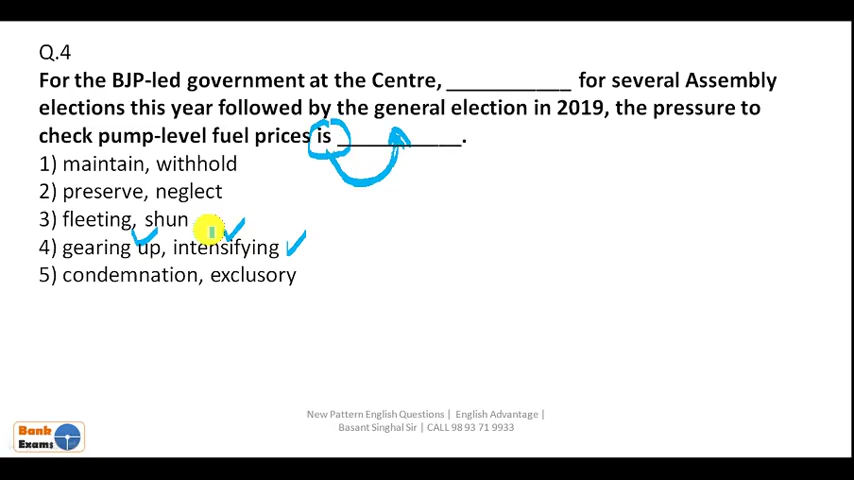 Q.4
For the BJP-led government at the Centre, ____________ for several Assembly
elections this year followed by the general election in 2019, the pressure to
check pump-level fuel prices is ____________.
1) maintain, withhold
2) preserve, neglect
3) fleeting, shun
4) gearing up, intensifying
5) condemnation, exclusory
New Pattern English Questions | English Advantage |
Basant Singhal Sir | CALL 98 93 71 9933
Bank
Exams